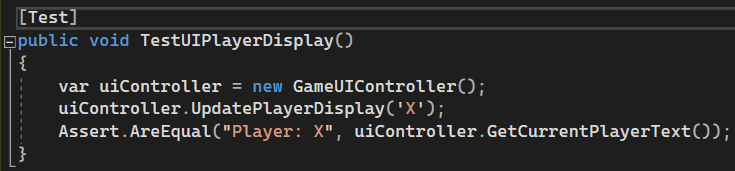 [Test]
public void TestUIPlayerDisplay()
{
    var uiController = new GameUIController();
    uiController.UpdatePlayerDisplay('X');
    Assert.AreEqual("Player: X", uiController.GetCurrentPlayerText());
}